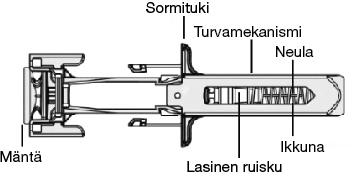 Sormituki
Turvamekanismi
Neula
Mäntä
Ikkuna
Lasinen ruisku